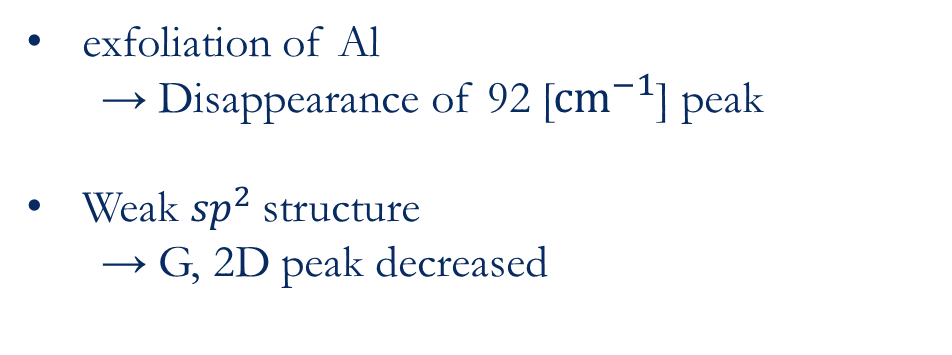 • exfoliation of Al
→ Disappearance of 92 [cm⁻¹] peak
• Weak sp² structure
→ G, 2D peak decreased